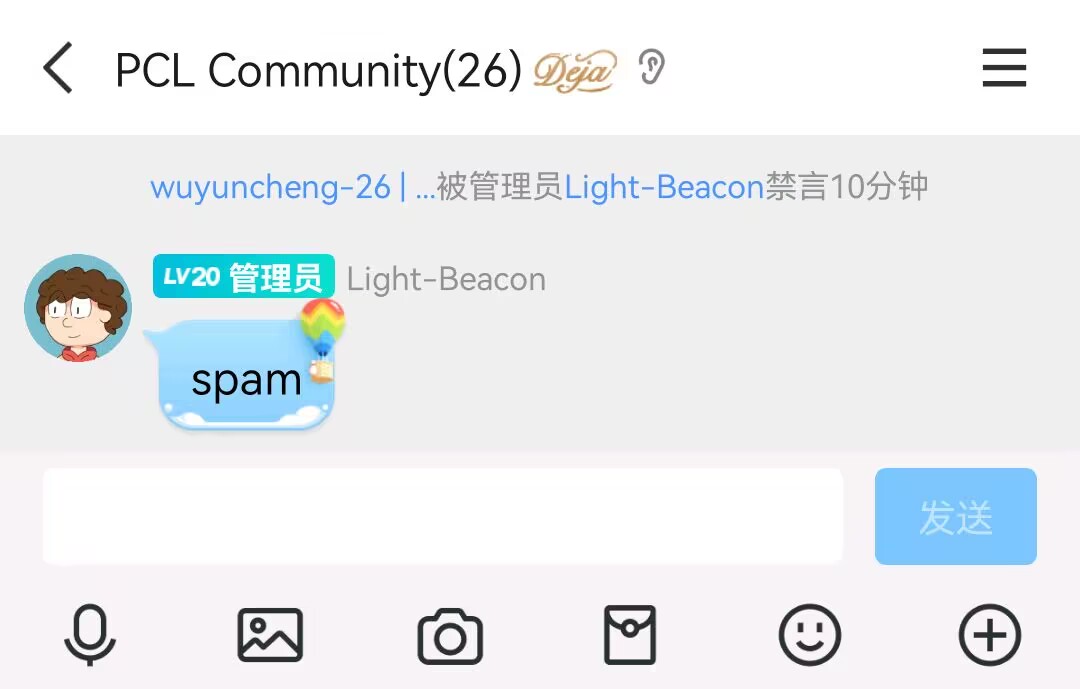 PCL Community(26) Deja
wuyuncheng-26 | ...被管理员Light-Beacon禁言10分钟
LV20 管理员 Light-Beacon
spam
发送